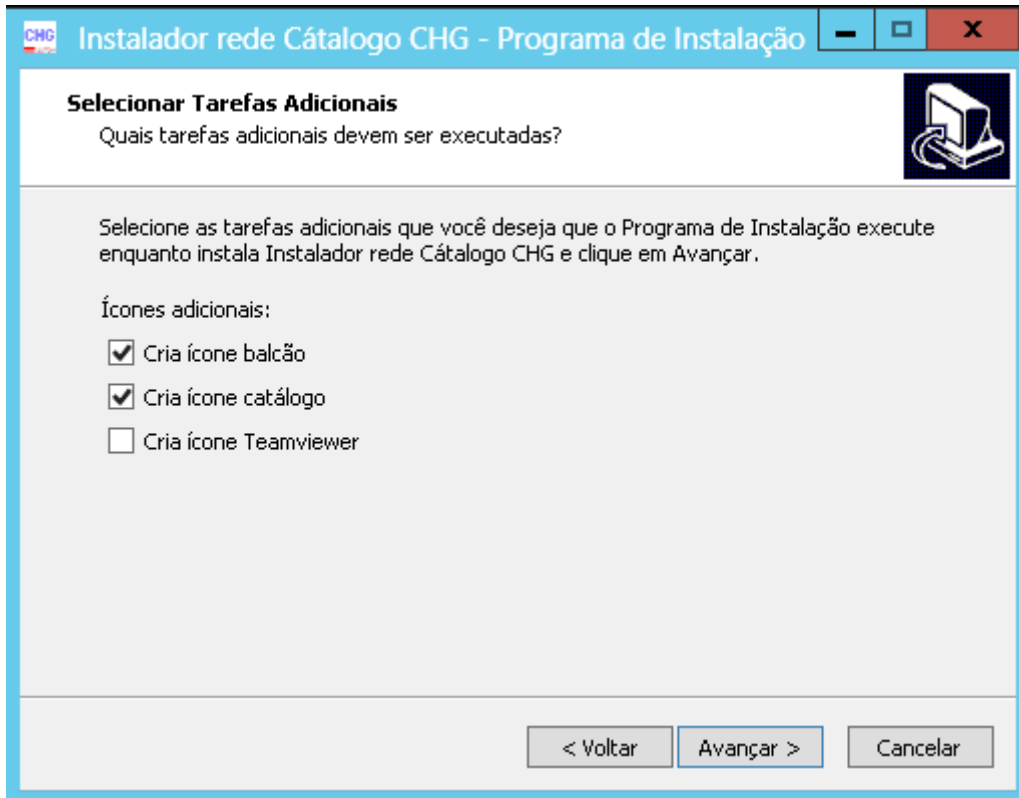 CHG
Instalador rede Cátalogo CHG - Programa de Instalação
Selecionar Tarefas Adicionais
Quais tarefas adicionais devem ser executadas?
Selecione as tarefas adicionais que você deseja que o Programa de Instalação execute
enquanto instala Instalador rede Cátalogo CHG e clique em Avançar.
Ícones adicionais:
Cria ícone balcão
Cria ícone catálogo
Cria ícone Teamviewer
< Voltar
Avançar >
Cancelar